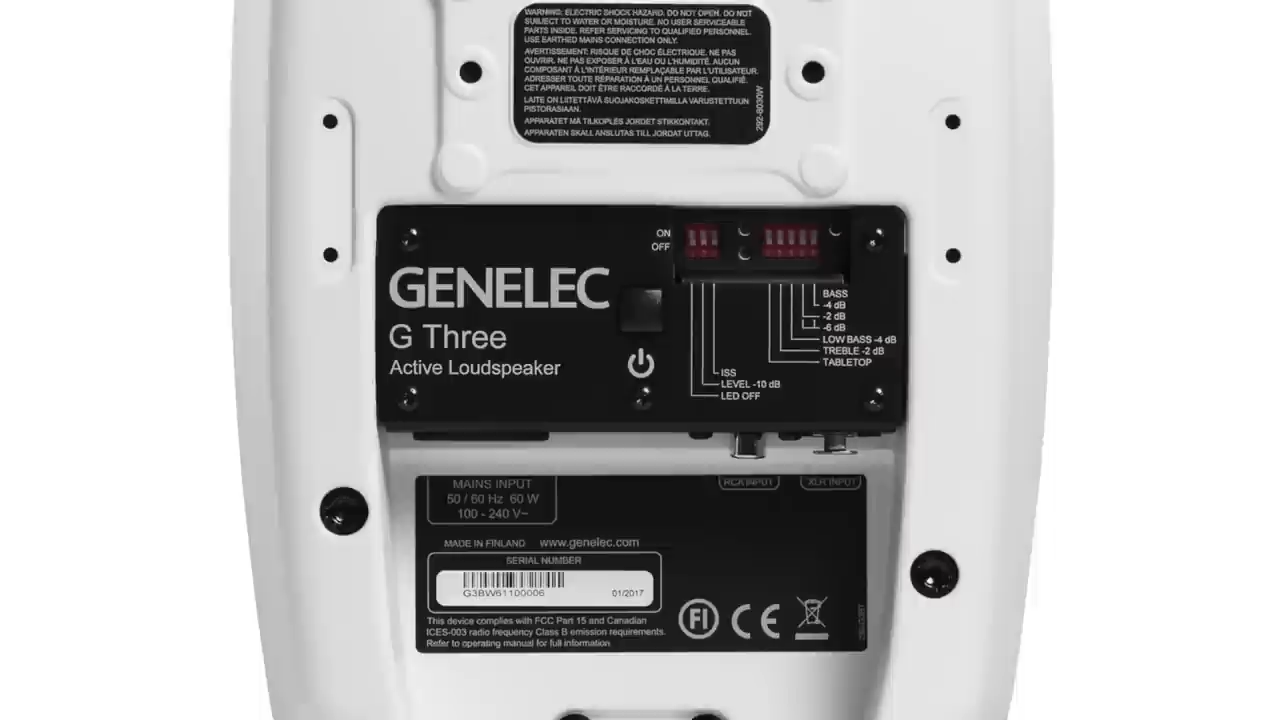 WARNING: ELECTRIC SHOCK HAZARD. DO NOT OPEN. DO NOT
SUBJECT TO WATER OR MOISTURE. NO USER SERVICEABLE
PARTS INSIDE. REFER SERVICING TO QUALIFIED PERSONNEL.
USE EARTHED MAINS CONNECTION ONLY.
AVERTISSEMENT: RISQUE DE CHOC ÉLECTRIQUE. NE PAS
OUVRIR. NE PAS EXPOSER À L'EAU OU L'HUMIDITÉ. AUCUN
COMPOSANT À L'INTÉRIEUR REMPLAÇABLE PAR L'UTILISATEUR.
ADRESSER TOUTE RÉPARATION À UN PERSONNEL QUALIFIÉ.
CET APPAREIL DOIT ÊTRE RACCORDÉ À LA TERRE.
LAITE ON LIITETTÄVÄ SUOJAKOSKETTIMILLA VARUSTETTUUN
PISTORASIAAN.
APPARATET MÅ TILKOPLES JORDET STIKKONTAKT.
APPARATEN SKALL ANSLUTAS TILL JORDAT UTTAG.
292-8030W
ON
OFF
GENELEC
G Three
Active Loudspeaker
BASS
-4 dB
-2 dB
-6 dB
LOW BASS -4 dB
TREBLE -2 dB
TABLETOP
ISS
LEVEL -10 dB
LED OFF
MAINS INPUT
50 / 60 Hz 60 W
100 - 240 V~
RCA INPUT
XLR INPUT
MADE IN FINLAND www.genelec.com
SERIAL NUMBER
G3BW61100006
01/2017
This device complies with FCC Part 15 and Canadian
ICES-003 radio frequency Class B emission requirements.
Refer to operating manual for full information
FI
CE